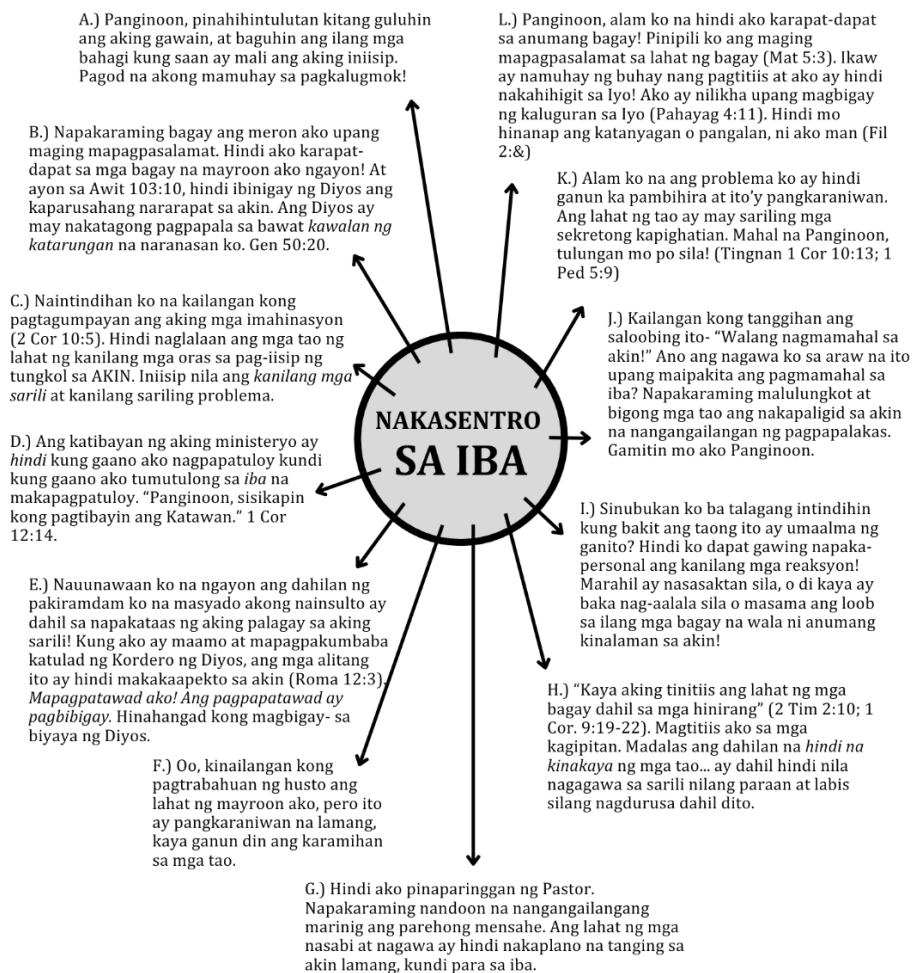 A.) Panginoon, pinahihintulutan kitang guluhin
ang aking gawain, at baguhin ang ilang mga
bahagi kung saan ay mali ang aking iniisip.
Pagod na akong mamuhay sa pagkalugmok!
B.) Napakaraming bagay ang meron ako upang
maging mapagpasalamat. Hindi ako karapat-
dapat sa mga bagay na mayroon ako ngayon! At
ayon sa Awit 103:10, hindi ibinigay ng Diyos ang
kaparusahang nararapat sa akin. Ang Diyos ay
may nakatagong pagpapala sa bawat kawalan ng
katarungan na naranasan ko. Gen 50:20.
C.) Naintindihan ko na kailangan kong
pagtagumpayan ang aking mga imahinasyon
(2 Cor 10:5). Hindi naglalaan ang mga tao ng
lahat ng kanilang mga oras sa pag-iisip ng
tungkol sa AKIN. Iniisip nila ang kanilang mga
sarili at kanilang sariling problema.
D.) Ang katibayan ng aking ministeryo ay
hindi kung gaano ako nagpapatuloy kundi
kung gaano ako tumutulong sa iba na
makapagpatuloy. “Panginoon, sisikapin
kong pagtibayin ang Katawan.” 1 Cor
12:14.
E.) Nauunawaan ko na ngayon ang dahilan ng
pakiramdam ko na masyado akong nainsulto ay
dahil sa napakataas ng aking palagay sa aking
sarili! Kung ako ay maamo at mapagpakumbaba
katulad ng Kordero ng Diyos, ang mga alitang
ito ay hindi makakaapekto sa akin (Roma 12:3).
Mapagpatawad ako! Ang pagpapatawad ay
pagbibigay. Hinahangad kong magbigay- sa
biyaya ng Diyos.
F.) Oo, kinailangan kong
pagtrabahuan ng husto ang
lahat ng mayroon ako, pero ito
ay pangkaraniwan na lamang,
kaya ganun din ang karamihan
sa mga tao.
G.) Hindi ako pinaparinggan ng Pastor.
Napakaraming nandoon na nangangailangang
marinig ang parehong mensahe. Ang lahat ng mga
nasabi at nagawa ay hindi nakaplano na tanging sa
akin lamang, kundi para sa iba.
NAKASENTRO
SA IBA
L.) Panginoon, alam ko na hindi ako karapat-dapat
sa anumang bagay! Pinipili ko ang maging
mapagpasalamat sa lahat ng bagay (Mat 5:3). Ikaw
ay namuhay ng buhay nang pagtitiis at ako ay hindi
nakahihigit sa Iyo! Ako ay nilikha upang magbigay
ng kaluguran sa Iyo (Pahayag 4:11). Hindi mo
hinanap ang katanyagan o pangalan, ni ako man (Fil
2:&)
K.) Alam ko na ang problema ko ay hindi
ganun ka pambihira at ito’y pangkaraniwan.
Ang lahat ng tao ay may sariling mga
sekretong kapighatian. Mahal na Panginoon,
tulungan mo po sila! (Tingnan 1 Cor 10:13; 1
Ped 5:9)
J.) Kailangan kong tanggihan ang
saloobing ito- “Walang nagmamahal sa
akin!” Ano ang nagawa ko sa araw na ito
upang maipakita ang pagmamahal sa
iba? Napakaraming malulungkot at
bigong mga tao ang nakapaligid sa akin
na nangangailangan ng pagpapalakas.
Gamitin mo ako Panginoon.
I.) Sinubukan ko ba talagang intindihin
kung bakit ang taong ito ay umaalma ng
ganito? Hindi ko dapat gawing napaka-
personal ang kanilang mga reaksyon!
Marahil ay nasasaktan sila, o di kaya ay
baka nag-aalala sila o masama ang loob
sa ilang mga bagay na wala ni anumang
kinalaman sa akin!
H.) “Kaya aking tinitiis ang lahat ng mga
bagay dahil sa mga hinirang” (2 Tim 2:10; 1
Cor. 9:19-22). Magtitiis ako sa mga
kagipitan. Madalas ang dahilan na hindi na
kinakaya ng mga tao... ay dahil hindi nila
nagagawa sa sarili nilang paraan at labis
silang nagdurusa dahil dito.